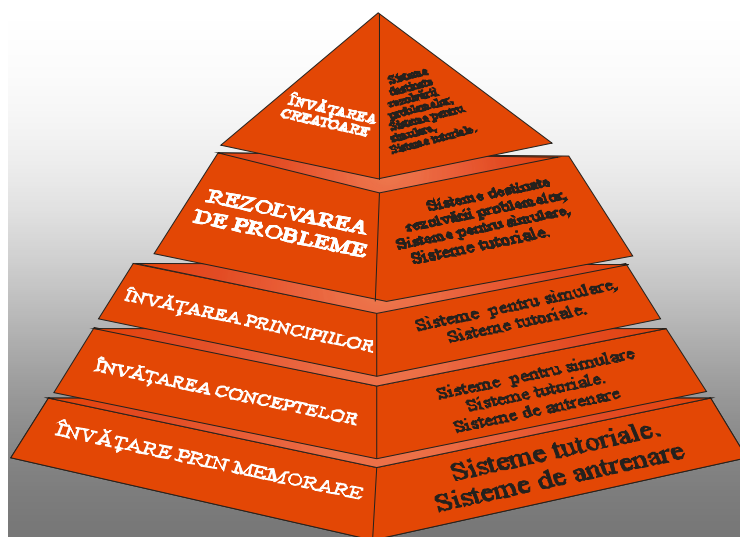 ÎNVĂȚAREA
CREATOARE
Sisteme
destinate
rezolvării
problemelor,
Sisteme pentru
simulare,
Sisteme tutoriale.
REZOLVAREA
DE PROBLEME
Sisteme destinate
rezolvării problemelor,
Sisteme pentru simulare,
Sisteme tutoriale.
ÎNVĂȚAREA PRINCIPIILOR
Sisteme pentru simulare,
Sisteme tutoriale.
ÎNVĂȚAREA CONCEPTELOR
Sisteme pentru simulare
Sisteme tutoriale.
Sisteme de antrenare
ÎNVĂȚARE PRIN MEMORARE
Sisteme tutoriale.
Sisteme de antrenare